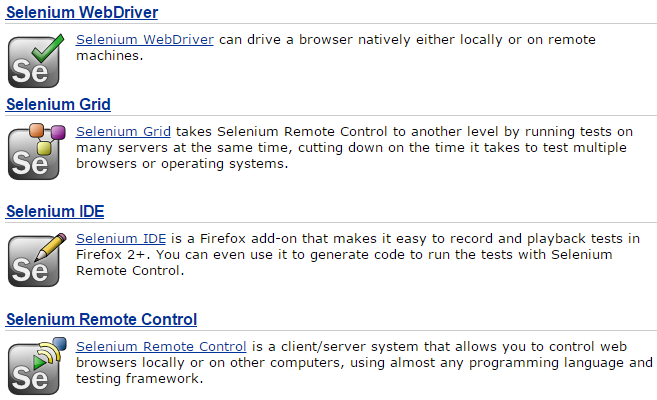 Selenium WebDriver
Se
Selenium WebDriver can drive a browser natively either locally or on remote
machines.
Selenium Grid
Se
Selenium Grid takes Selenium Remote Control to another level by running tests on
many servers at the same time, cutting down on the time it takes to test multiple
browsers or operating systems.
Selenium IDE
Se
Selenium IDE is a Firefox add-on that makes it easy to record and playback tests in
Firefox 2+. You can even use it to generate code to run the tests with Selenium
Remote Control.
Selenium Remote Control
Se
Selenium Remote Control is a client/server system that allows you to control web
browsers locally or on other computers, using almost any programming language and
testing framework.